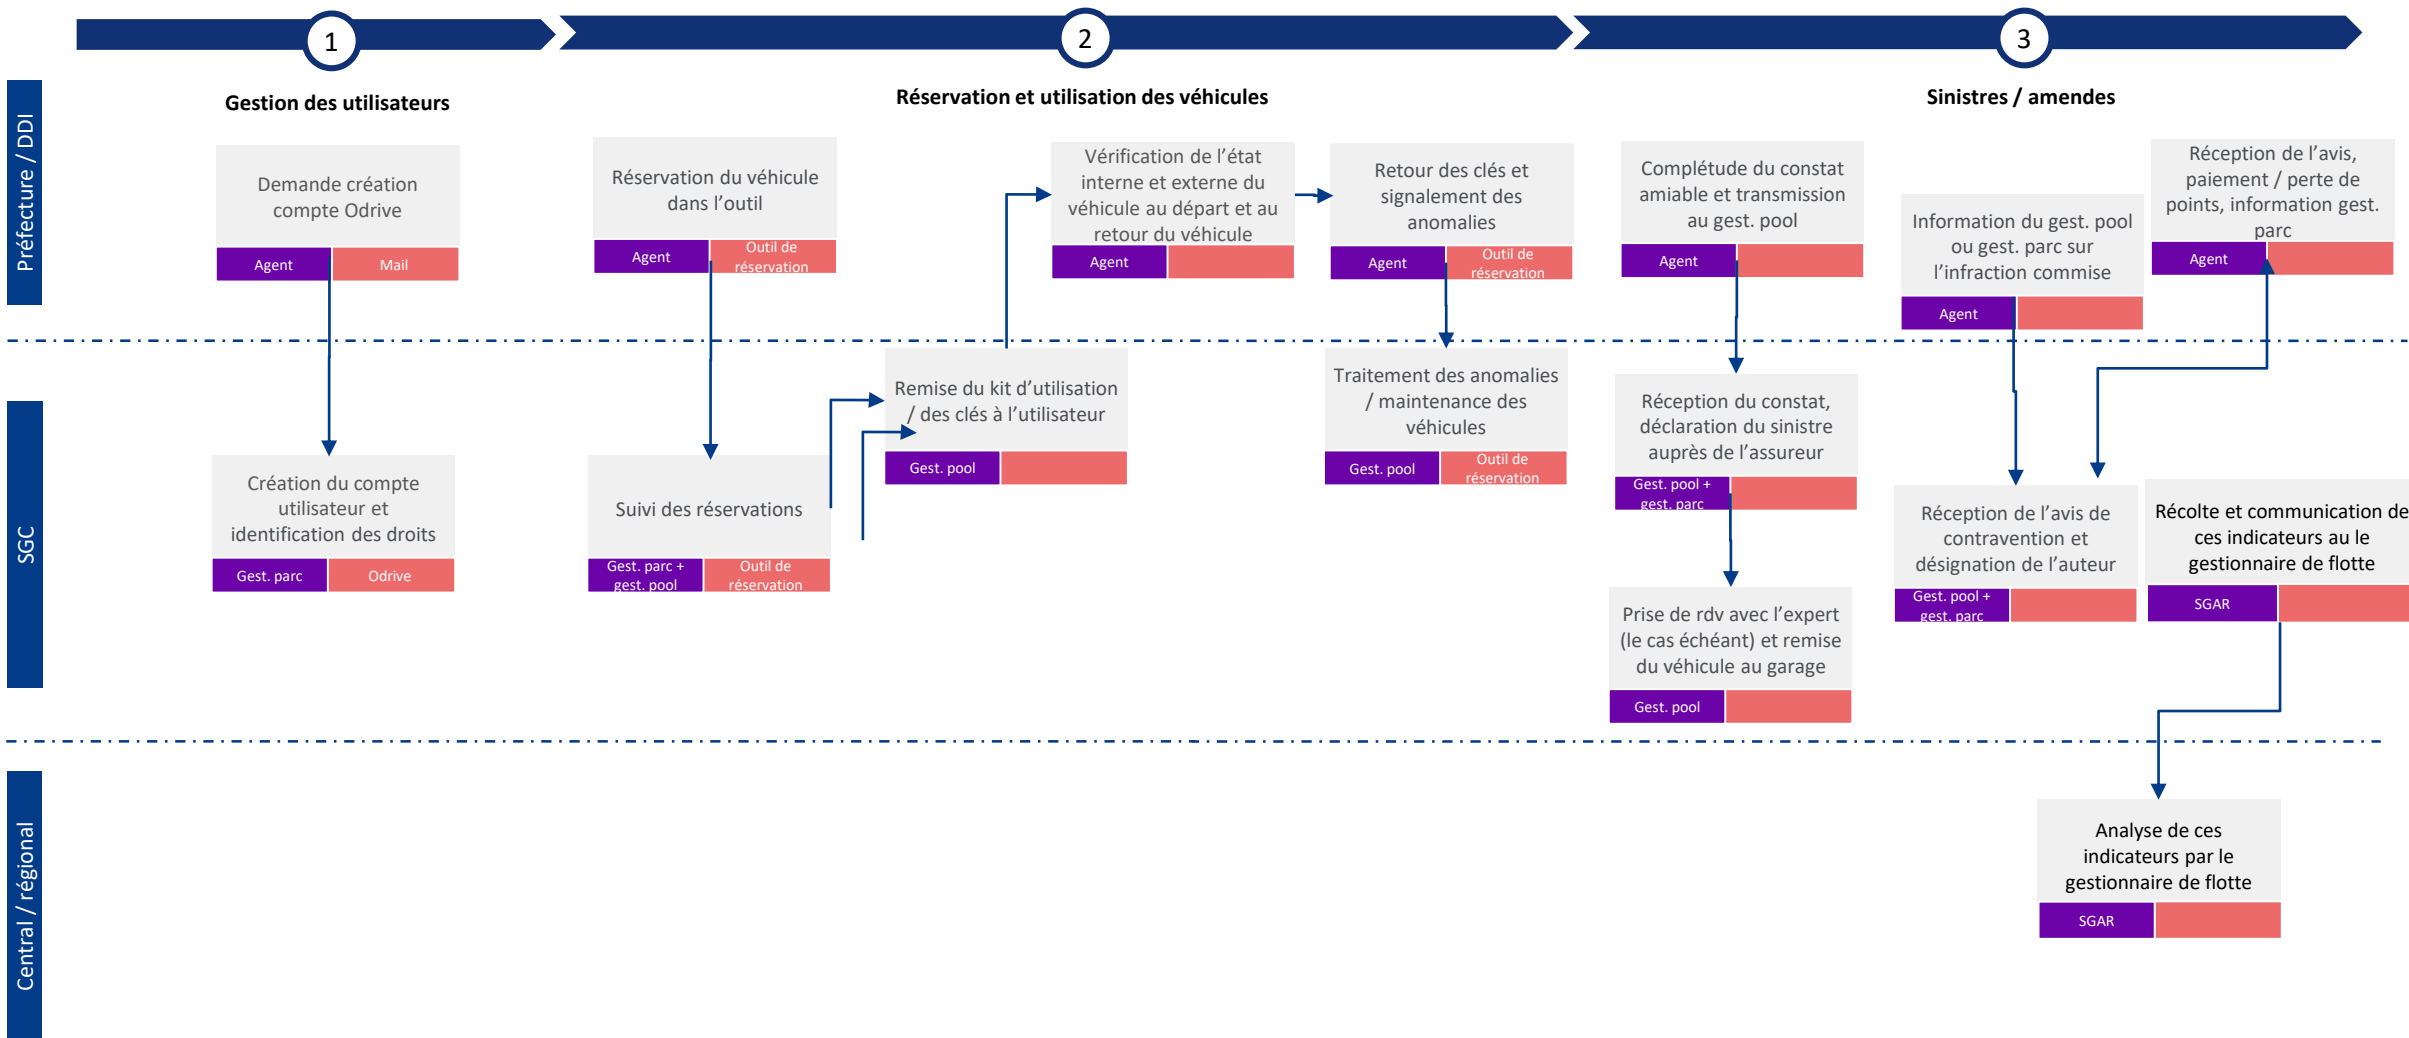 1
2
3
Gestion des utilisateurs
Réservation et utilisation des véhicules
Sinistres / amendes
Préfecture / DDI
Demande création
compte Odrive
Agent
Mail
Réservation du véhicule
dans l’outil
Agent
Outil de
réservation
Vérification de l’état
interne et externe du
véhicule au départ et au
retour du véhicule
Agent
Retour des clés et
signalement des
anomalies
Agent
Outil de
réservation
Complétude du constat
amiable et transmission
au gest. pool
Agent
Information du gest. pool
ou gest. parc sur
l’infraction commise
Agent
Réception de l’avis,
paiement / perte de
points, information gest.
parc
Agent
SGC
Création du compte
utilisateur et
identification des droits
Gest. parc
Odrive
Suivi des réservations
Gest. parc +
gest. pool
Outil de
réservation
Remise du kit d’utilisation
/ des clés à l’utilisateur
Gest. pool
Traitement des anomalies
/ maintenance des
véhicules
Gest. pool
Outil de
réservation
Réception du constat,
déclaration du sinistre
auprès de l’assureur
Gest. pool +
gest. parc
Prise de rdv avec l’expert
(le cas échéant) et remise
du véhicule au garage
Gest. pool
Réception de l’avis de
contravention et
désignation de l’auteur
Gest. pool +
gest. parc
Récolte et communication de
ces indicateurs au le
gestionnaire de flotte
SGAR
Central / régional
Analyse de ces
indicateurs par le
gestionnaire de flotte
SGAR